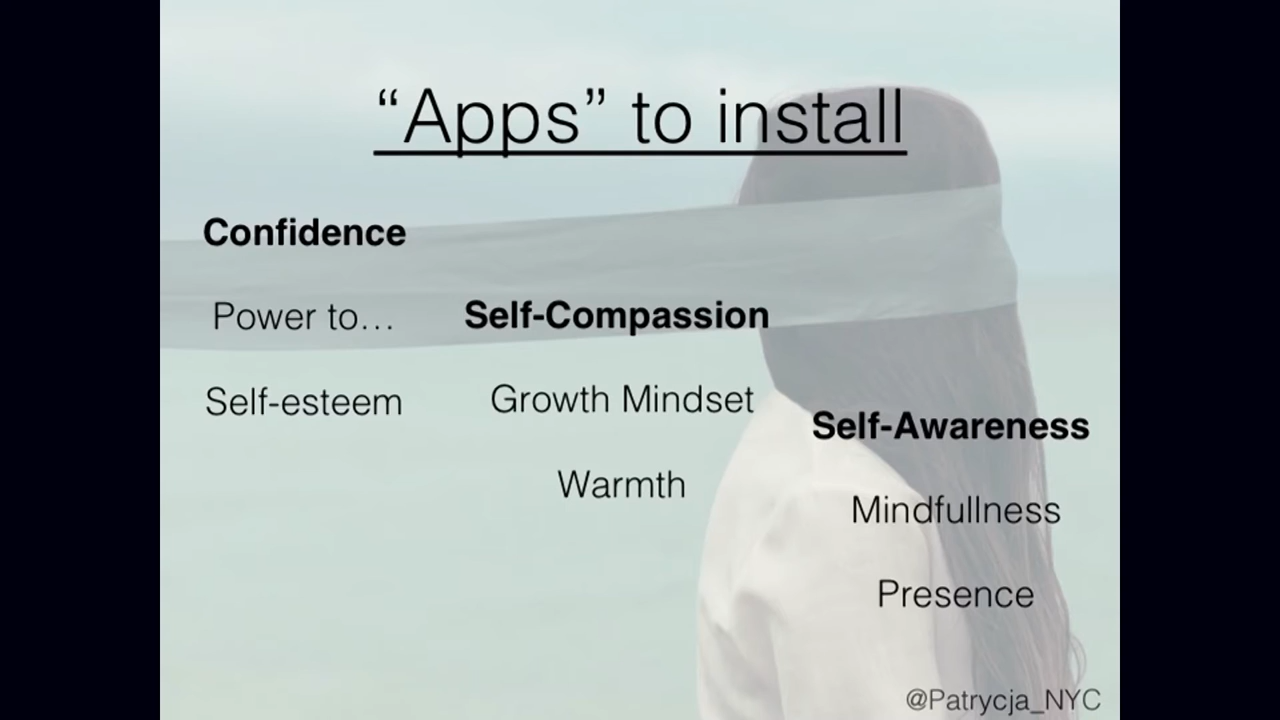 “Apps” to install
Confidence
Power to…
Self-esteem
Self-Compassion
Growth Mindset
Warmth
Self-Awareness
Mindfullness
Presence
@Patrycja_NYC